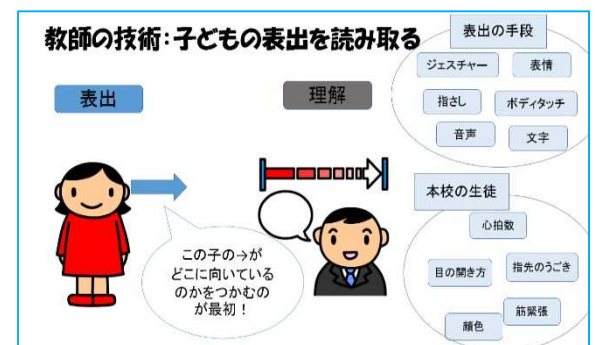 教師の技術:子どもの表出を読み取る
表出
理解
この子の→が
どこに向いている
のかをつかむの
が最初！
表出の手段
ジェスチャー
表情
指さし
ボディタッチ
音声
文字
本校の生徒
心拍数
目の開き方
指先のうごき
筋緊張
顔色